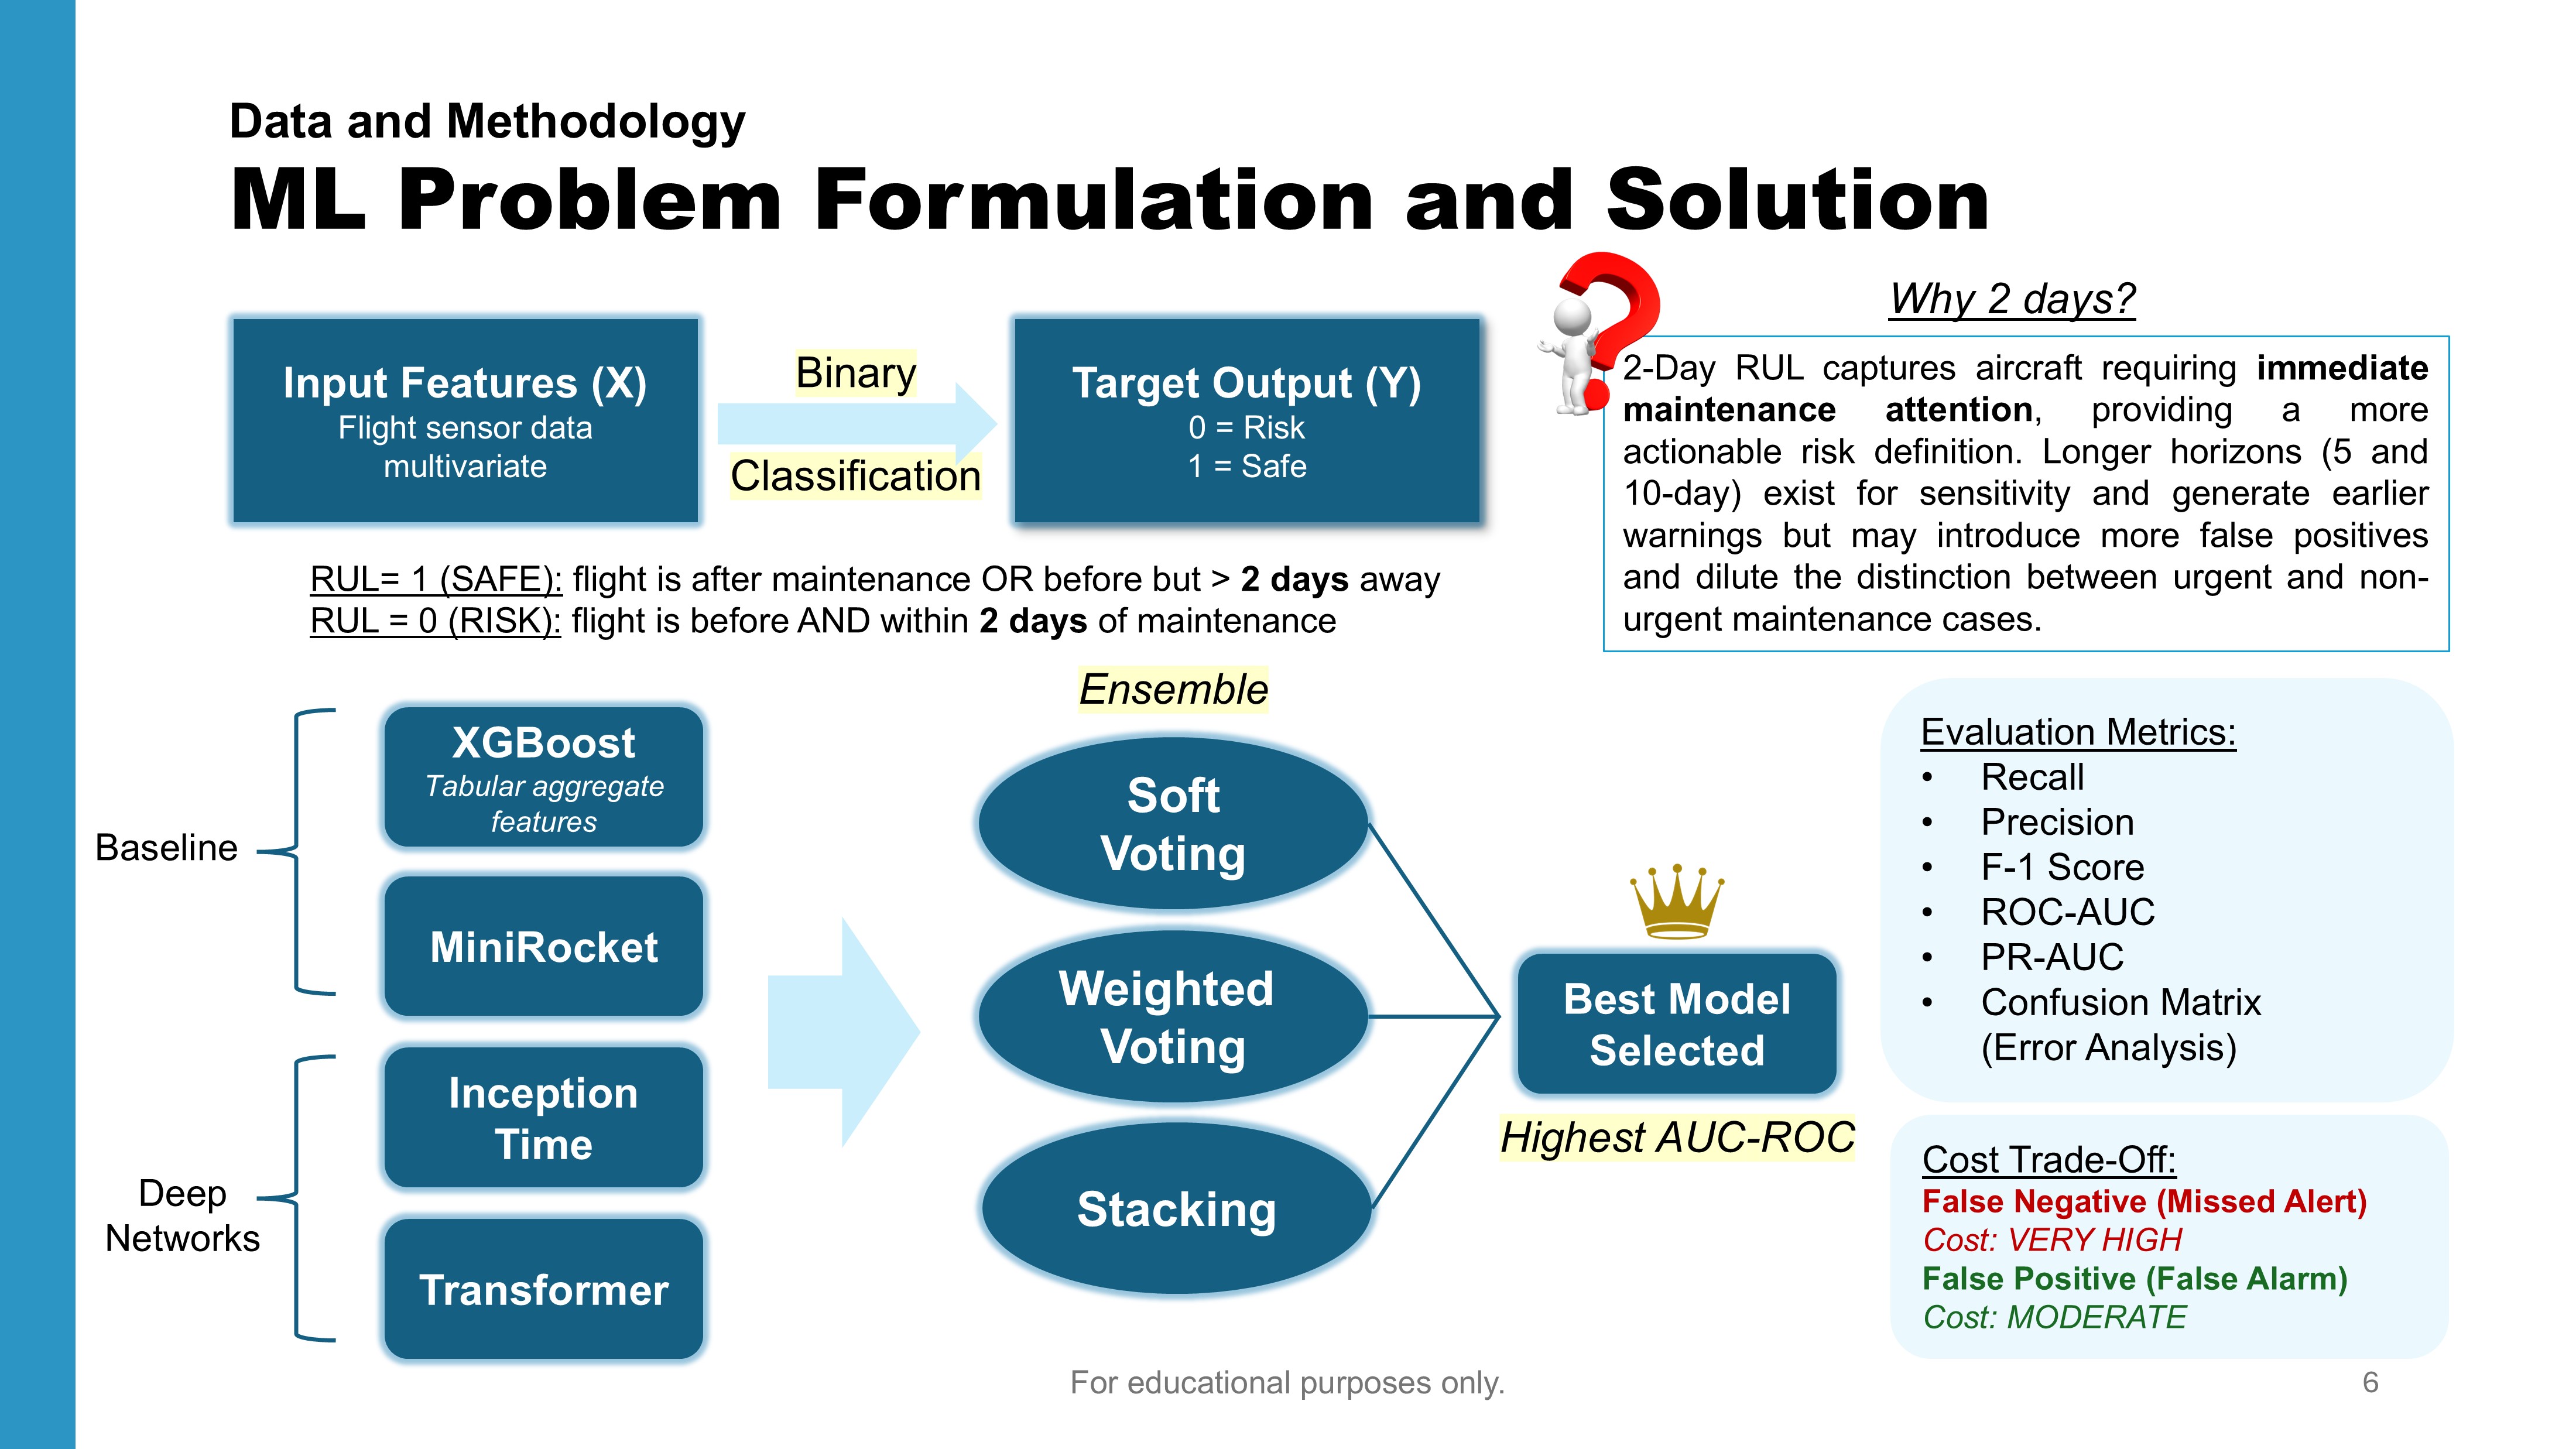 Data and Methodology
ML Problem Formulation and Solution
Input Features (X)
Flight sensor data
multivariate
Binary
Classification
Target Output (Y)
0 = Risk
1 = Safe
RUL= 1 (SAFE): flight is after maintenance OR before but > 2 days away
RUL = 0 (RISK): flight is before AND within 2 days of maintenance
Why 2 days?
2-Day RUL captures aircraft requiring immediate
maintenance attention, providing a more
actionable risk definition. Longer horizons (5 and
10-day) exist for sensitivity and generate earlier
warnings but may introduce more false positives
and dilute the distinction between urgent and non-
urgent maintenance cases.
Baseline
XGBoost
Tabular aggregate
features
MiniRocket
Deep
Networks
Inception
Time
Transformer
Ensemble
Soft
Voting
Weighted
Voting
Stacking
Best Model
Selected
Highest AUC-ROC
Evaluation Metrics:
• Recall
• Precision
• F-1 Score
• ROC-AUC
• PR-AUC
• Confusion Matrix
(Error Analysis)
Cost Trade-Off:
False Negative (Missed Alert)
Cost: VERY HIGH
False Positive (False Alarm)
Cost: MODERATE
For educational purposes only.
6